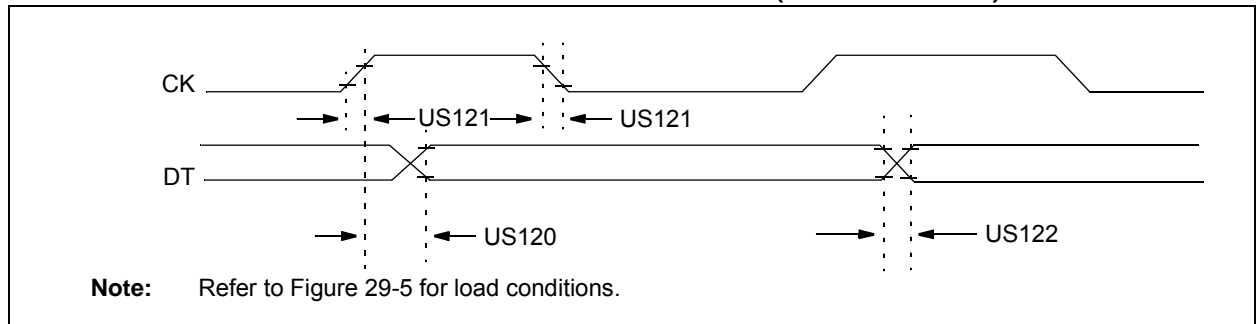 CK
US121
US121
DT
US120
US122
Note: Refer to Figure 29-5 for load conditions.